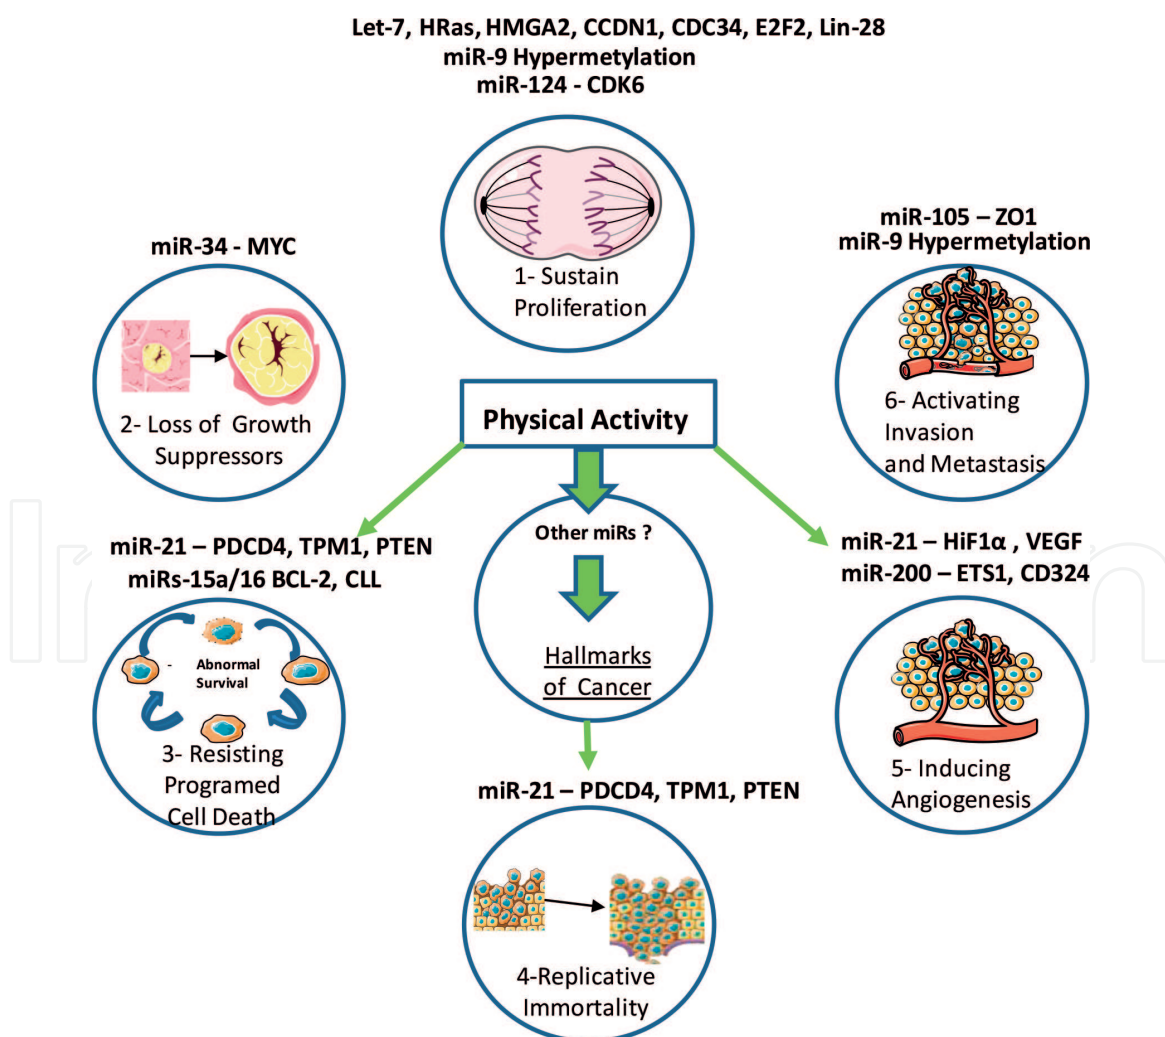 Let-7, HRas, HMGA2, CCDN1, CDC34, E2F2, Lin-28
miR-9 Hypermetylation
miR-124 - CDK6
1- Sustain
Proliferation
miR-34 - MYC
2- Loss of Growth
Suppressors
miR-105 – ZO1
miR-9 Hypermetylation
6- Activating
Invasion
and Metastasis
Physical Activity
Other miRs ?
Hallmarks
of Cancer
miR-21 – PDCD4, TPM1, PTEN
miRs-15a/16 BCL-2, CLL
- Abnormal
Survival
3- Resisting
Programed
Cell Death
miR-21 – HiF1α , VEGF
miR-200 – ETS1, CD324
5- Inducing
Angiogenesis
miR-21 – PDCD4, TPM1, PTEN
4-Replicative
Immortality